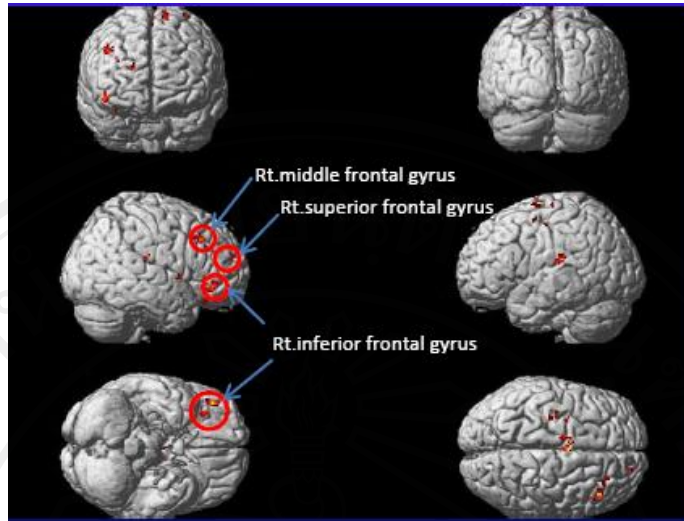 Rt.middle frontal gyrus
Rt.superior frontal gyrus
Rt.inferior frontal gyrus